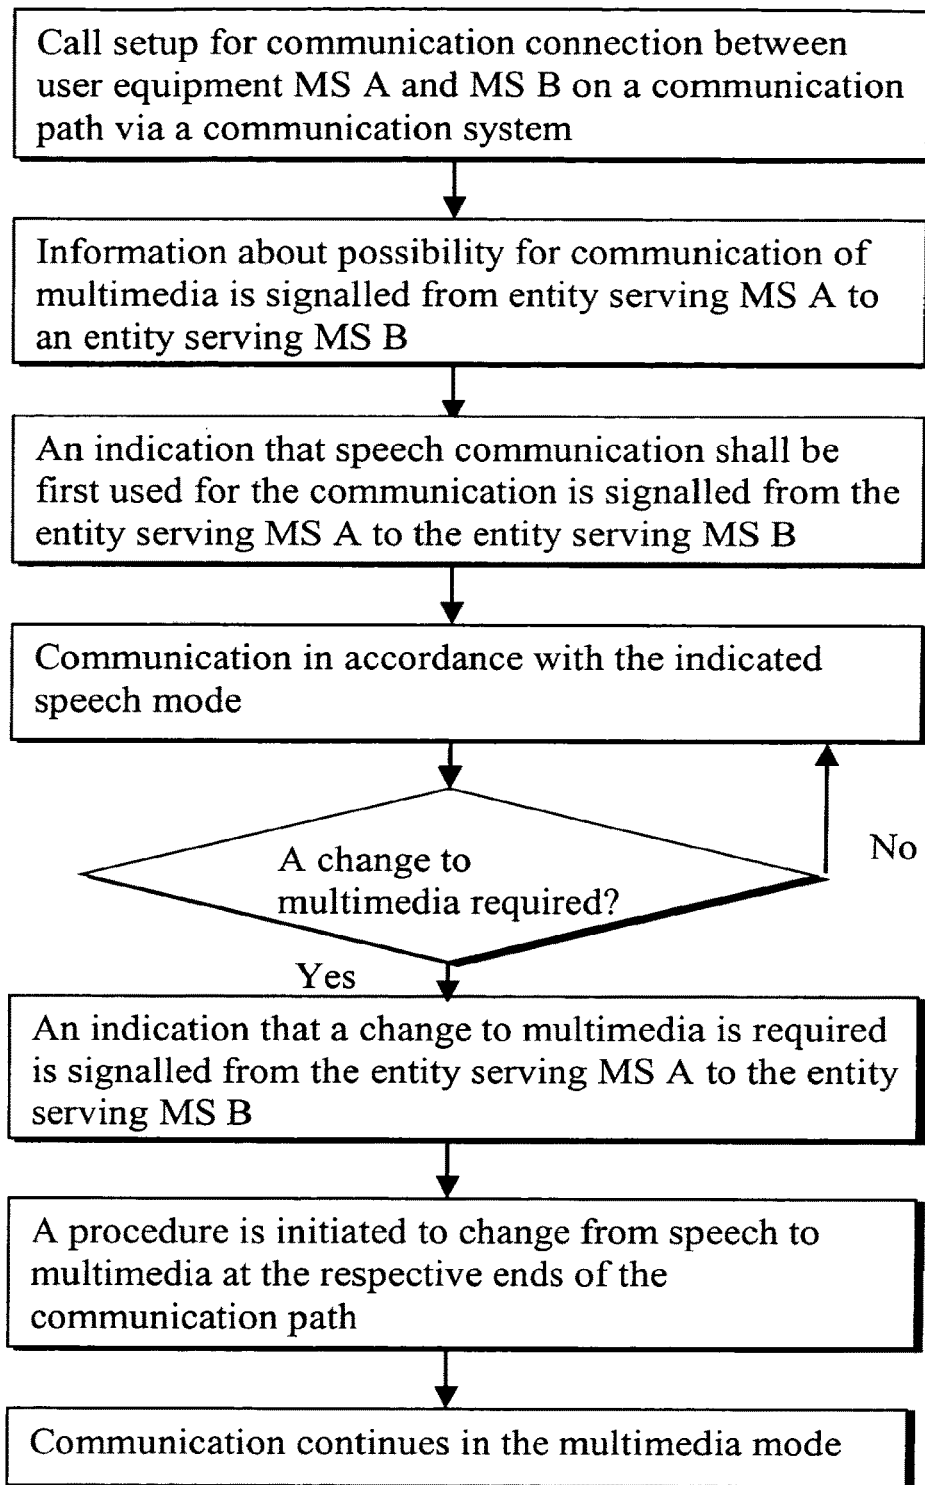 Call setup for communication connection between
user equipment MS A and MS B on a communication
path via a communication system
Information about possibility for communication of
multimedia is signalled from entity serving MS A to
an entity serving MS B
An indication that speech communication shall be
first used for the communication is signalled from the
entity serving MS A to the entity serving MS B
Communication in accordance with the indicated
speech mode
A change to
multimedia required?
No
Yes
An indication that a change to multimedia is required
is signalled from the entity serving MS A to the entity
serving MS B
A procedure is initiated to change from speech to
multimedia at the respective ends of the
communication path
Communication continues in the multimedia mode